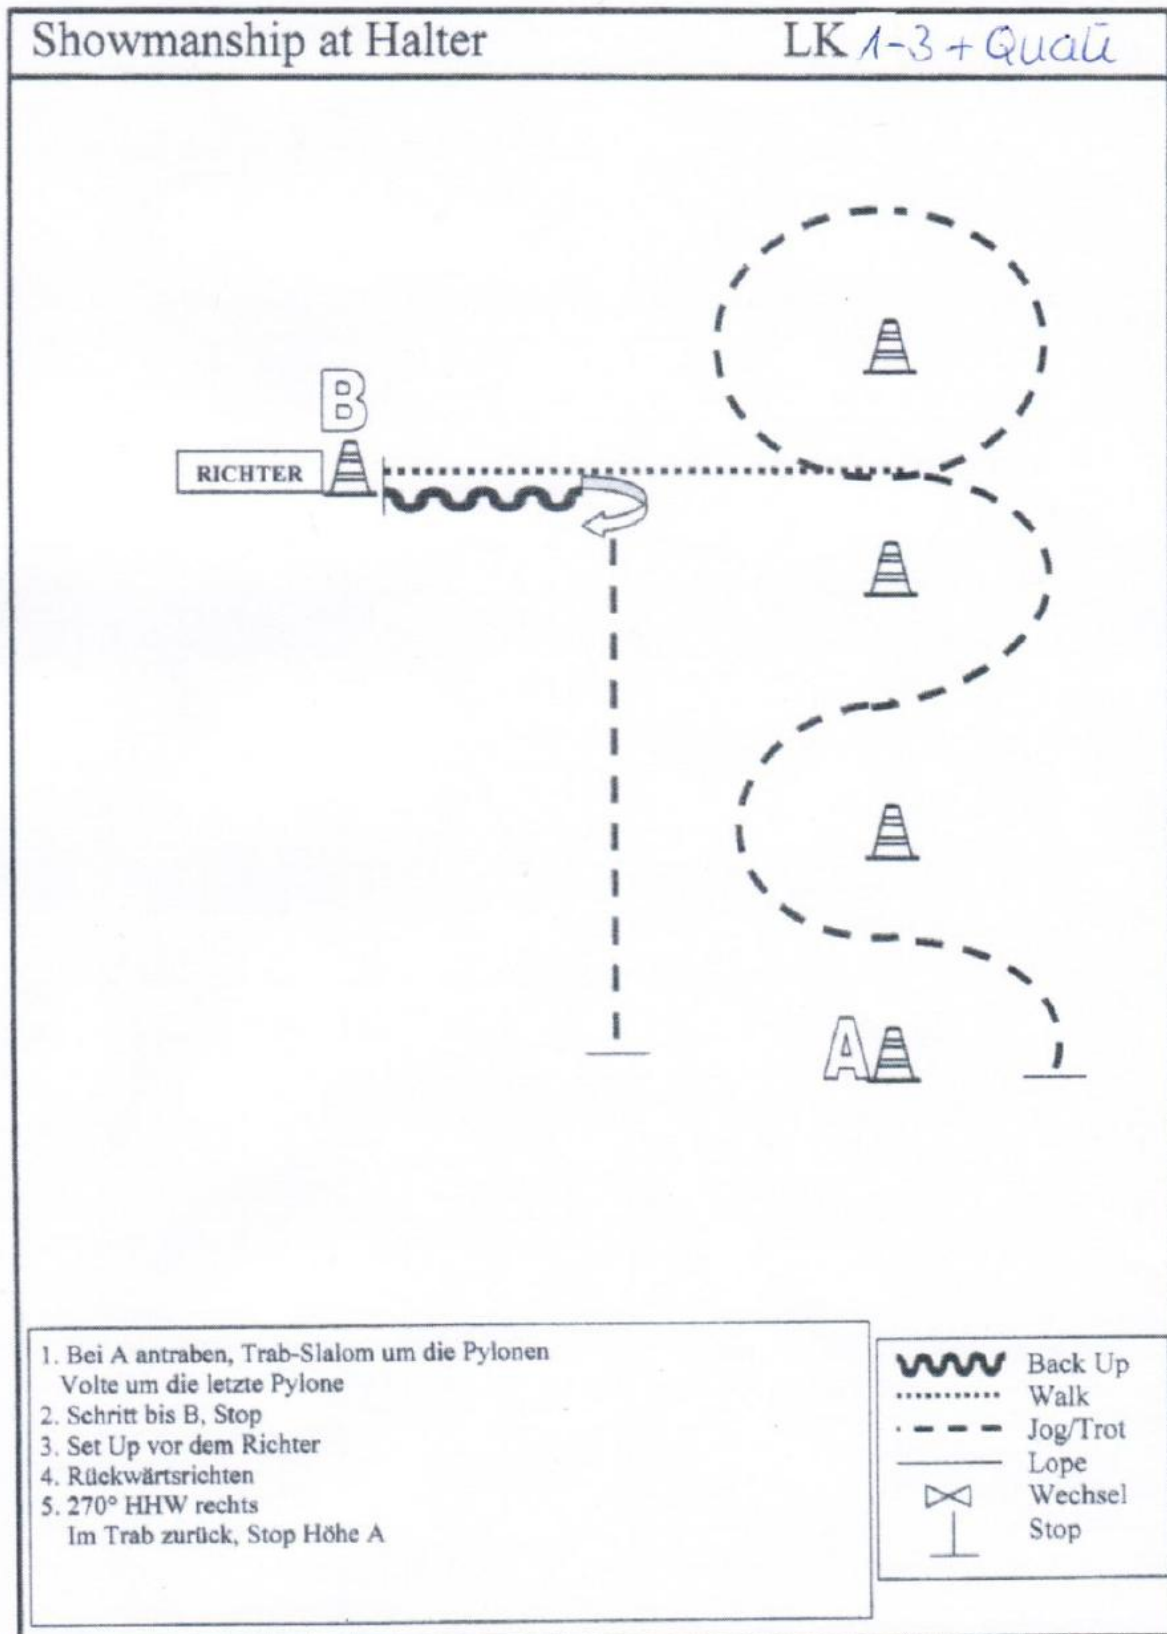 Showmanship at Halter LK 1-3 + Quali
B
RICHTER
A
1. Bei A antraben, Trab-Slalom um die Pylonen
Volte um die letzte Pylone
2. Schritt bis B, Stop
3. Set Up vor dem Richter
4. Rückwärtsrichten
5. 270° HHW rechts
Im Trab zurück, Stop Höhe A
Back Up
Walk
Jog/Trot
Lope
Wechsel
Stop